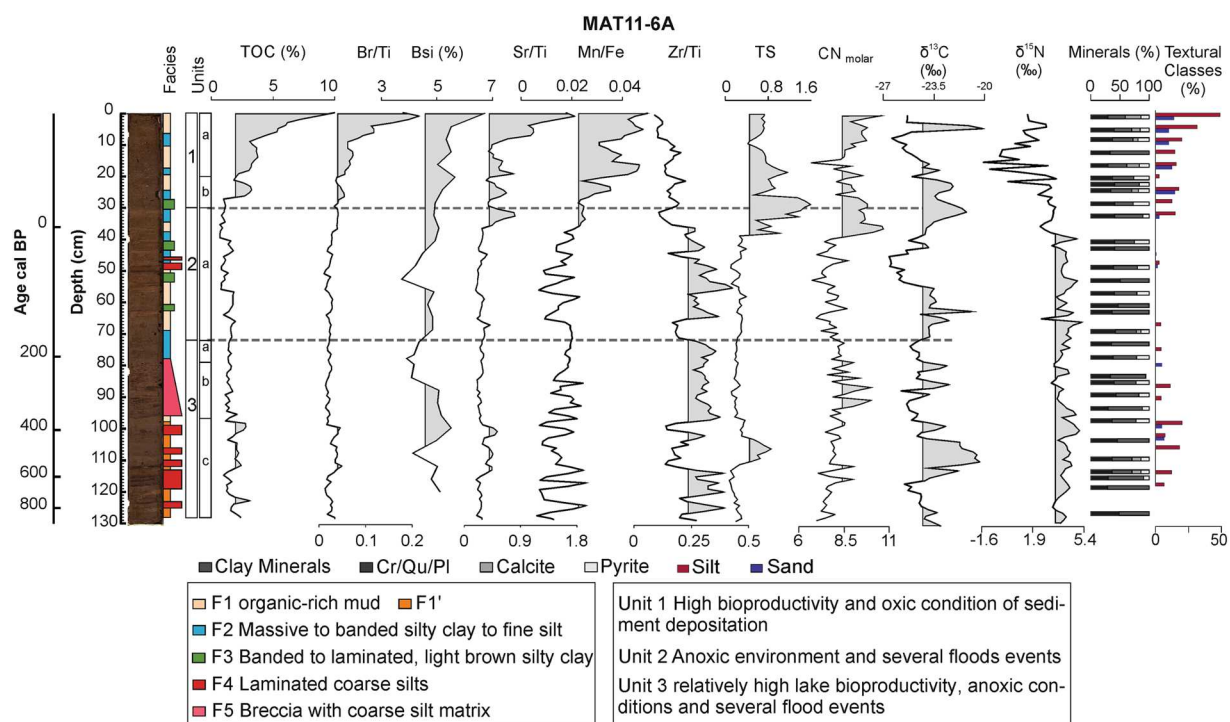 MAT11-6A
Facies
Units
TOC (%)
Br/Ti
Bsi (%)
Sr/Ti
Mn/Fe
Zr/Ti
TS
CN molar
δ13C
(‰)
δ15N
(‰)
Minerals (%)
Textural
Classes
(%)
0 5 10
3
5
7
0
0.02
0.04
0 0.8 1.6
-27 -23.5 -20
0 50 100
Age cal BP
0
200
400
600
800
Depth (cm)
0
10
20
30
40
50
60
70
80
90
100
110
120
130
1
a
b
2
a
3
a
b
c
0 0.1 0.2
0 0.6 1.2
0 1 1.8
0 0.25 0.5
6 8.5 11
-1.6 1.9 5.4
0 50
Clay Minerals Cr/Qu/Pl Calcite Pyrite Silt Sand
F1 organic-rich mud F1'
F2 Massive to banded silty clay to fine silt
F3 Banded to laminated, light brown silty clay
F4 Laminated coarse silts
F5 Breccia with coarse silt matrix
Unit 1 High bioproductivity and oxic condition of sedi-
ment depositation
Unit 2 Anoxic environment and several floods events
Unit 3 relatively high lake bioproductivity, anoxic con-
ditions and several flood events